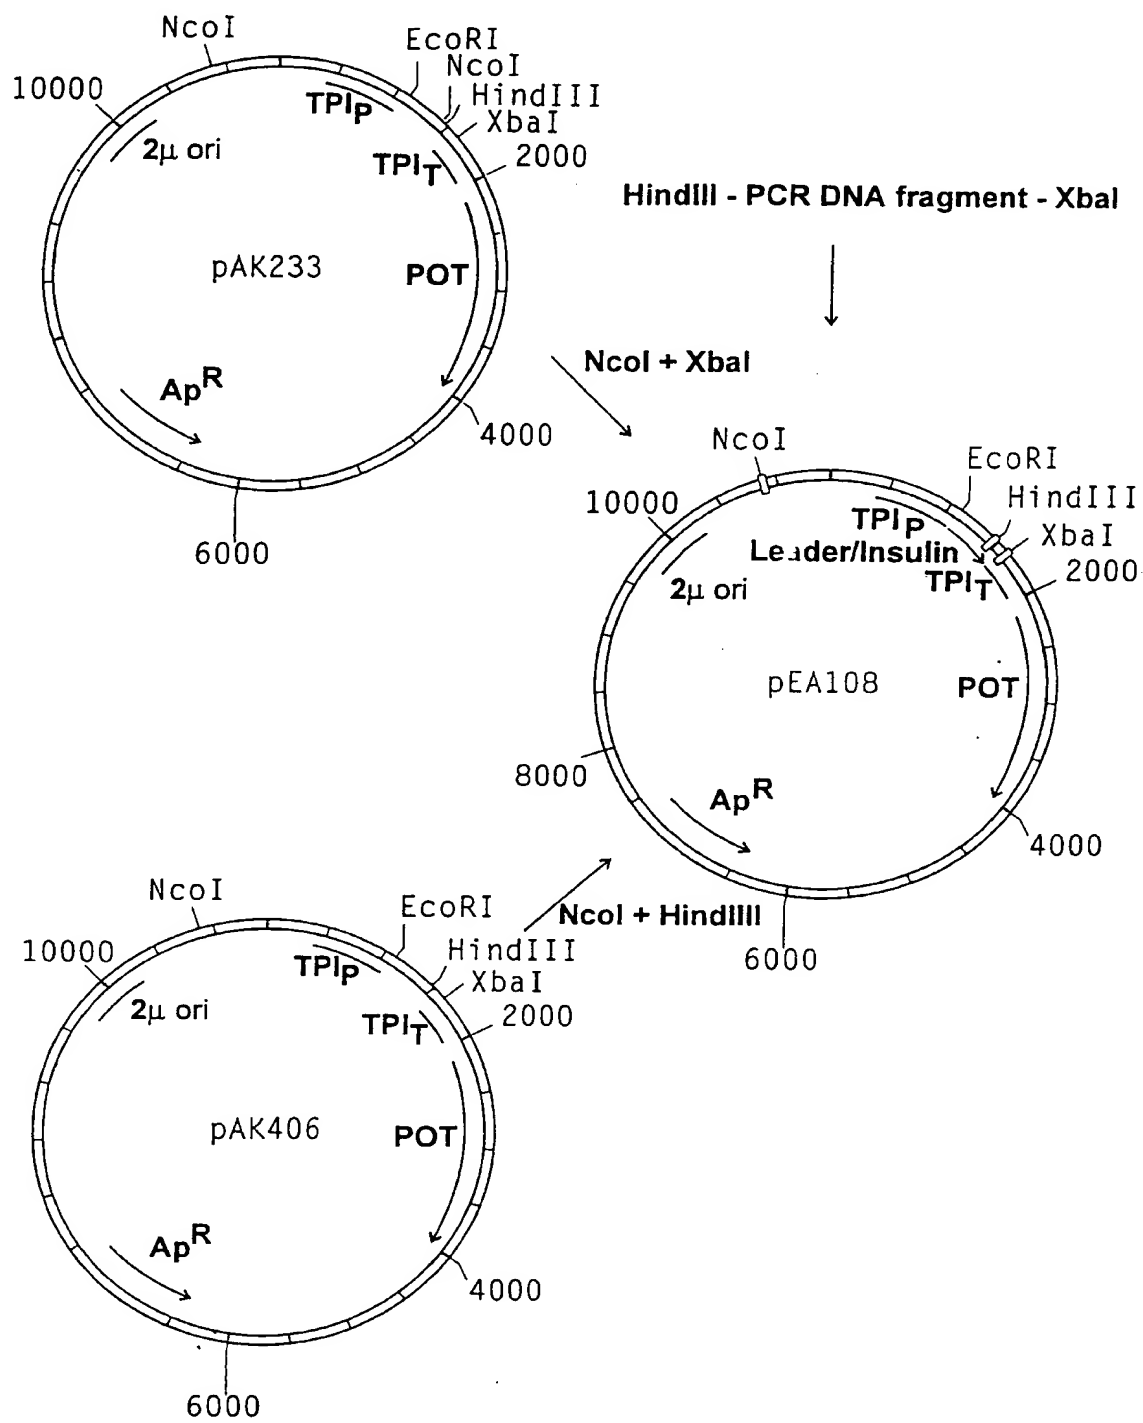 NcoI
EcoRI
NcoI
HindIII
XbaI
10000
TPIP
2μ ori
TPIT
2000
pAK233
POT
ApR
4000
6000
HindIII - PCR DNA fragment - XbaI
NcoI + XbaI
NcoI
EcoRI
HindIII
XbaI
10000
TPIP
Leader/Insulin
TPIT
2000
2μ ori
pEA108
POT
8000
ApR
4000
6000
NcoI + HindIIII
NcoI
EcoRI
HindIII
XbaI
10000
TPIP
2μ ori
TPIT
2000
pAK406
POT
ApR
4000
6000